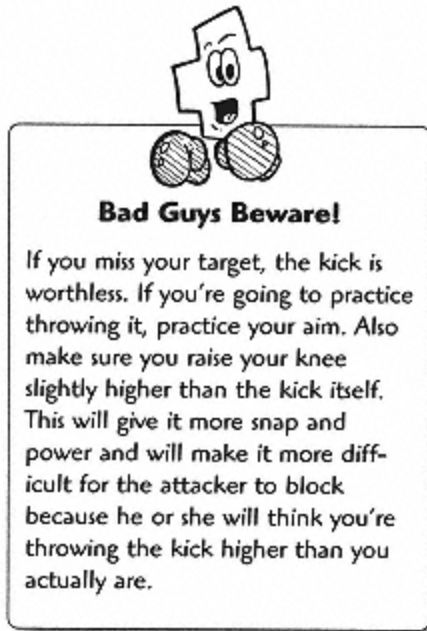 Bad Guys Beware!
If you miss your target, the kick is
worthless. If you're going to practice
throwing it, practice your aim. Also
make sure you raise your knee
slightly higher than the kick itself.
This will give it more snap and
power and will make it more diff-
icult for the attacker to block
because he or she will think you're
throwing the kick higher than you
actually are.